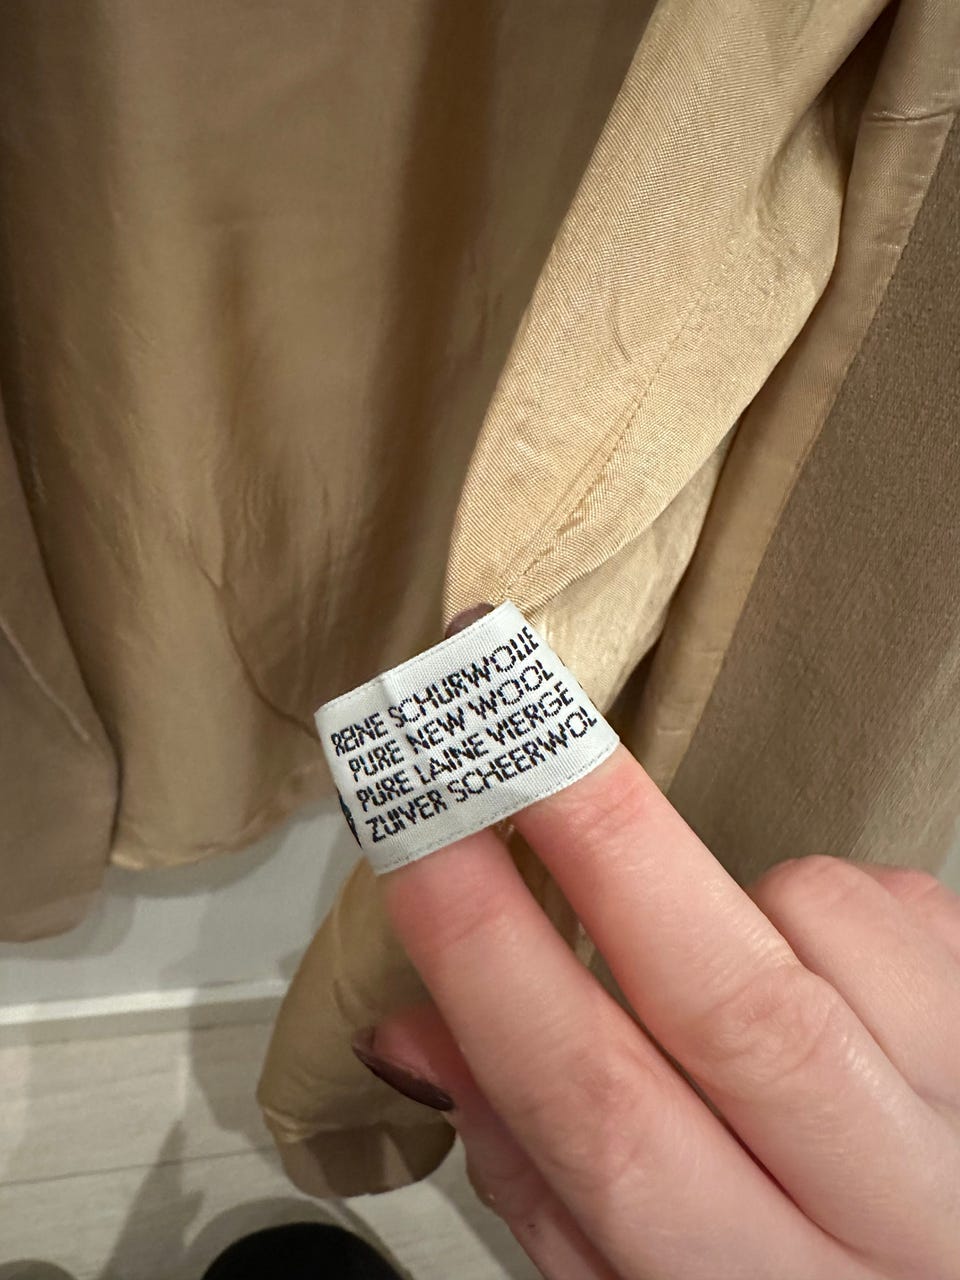 REINE SCHURWOLLE
PURE NEW WOOL
PURE LAINE VIERGE
ZUIVER SCHEERWOL